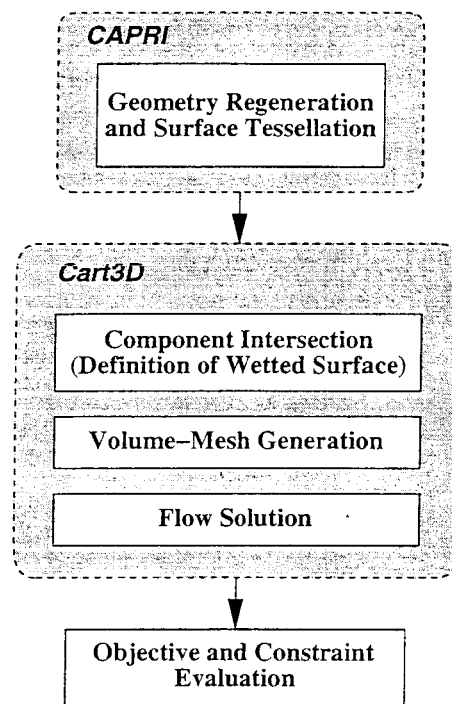 CAPRI
Geometry Regeneration
and Surface Tessellation
Cart3D
Component Intersection
(Definition of Wetted Surface)
Volume–Mesh Generation
Flow Solution
Objective and Constraint
Evaluation